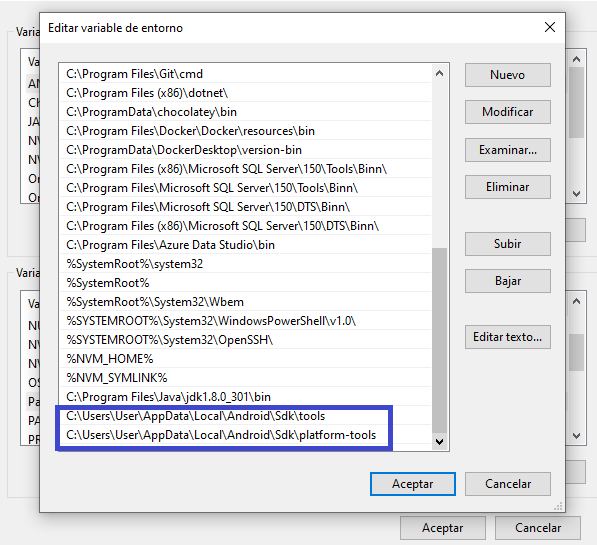 Editar variable de entorno
Varia
Va
AN
Ch
JA
NV
NV
On
On
C:\Program Files\Git\cmd
C:\Program Files (x86)\dotnet\
C:\ProgramData\chocolatey\bin
C:\Program Files\Docker\Docker\resources\bin
C:\ProgramData\DockerDesktop\version-bin
C:\Program Files (x86)\Microsoft SQL Server\150\Tools\Binn\
C:\Program Files\Microsoft SQL Server\150\Tools\Binn\
C:\Program Files\Microsoft SQL Server\150\DTS\Binn\
C:\Program Files (x86)\Microsoft SQL Server\150\DTS\Binn\
C:\Program Files\Azure Data Studio\bin
%SystemRoot%\system32
%SystemRoot%
%SystemRoot%\System32\Wbem
%SYSTEMROOT%\System32\WindowsPowerShell\v1.0\
%SYSTEMROOT%\System32\OpenSSH\
%NVM_HOME%
%NVM_SYMLINK%
C:\Program Files\Java\jdk1.8.0_301\bin
C:\Users\User\AppData\Local\Android\Sdk\tools
C:\Users\User\AppData\Local\Android\Sdk\platform-tools
Nuevo
Modificar
Examinar...
Eliminar
Subir
Bajar
Editar texto...
Varia
Va
NU
NV
NV
OS
Pa
PA
PR
Aceptar
Cancelar
Aceptar
Cancelar